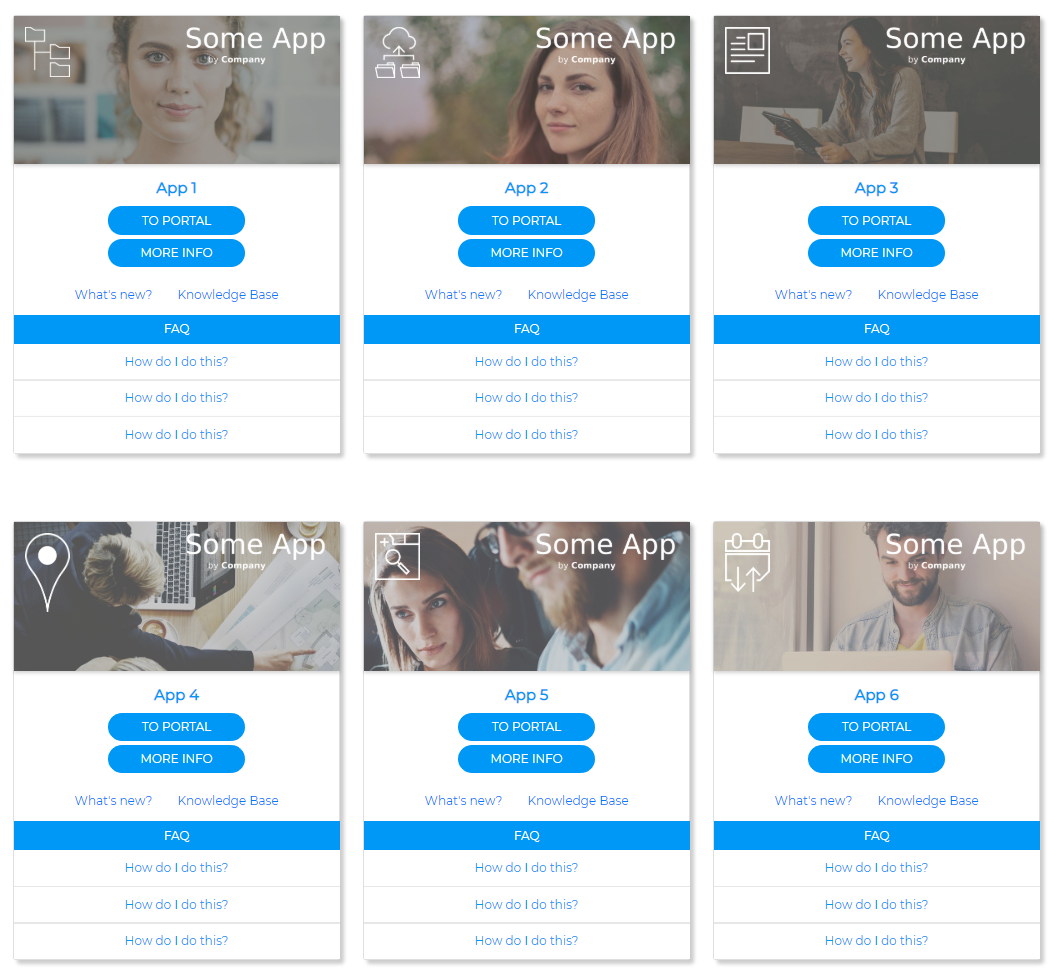 Some App
by Company
App 1
TO PORTAL
MORE INFO
What's new? Knowledge Base
FAQ
How do I do this?
How do I do this?
How do I do this?
Some App
by Company
App 2
TO PORTAL
MORE INFO
What's new? Knowledge Base
FAQ
How do I do this?
How do I do this?
How do I do this?
Some App
by Company
App 3
TO PORTAL
MORE INFO
What's new? Knowledge Base
FAQ
How do I do this?
How do I do this?
How do I do this?
Some App
by Company
App 4
TO PORTAL
MORE INFO
What's new? Knowledge Base
FAQ
How do I do this?
How do I do this?
How do I do this?
Some App
by Company
App 5
TO PORTAL
MORE INFO
What's new? Knowledge Base
FAQ
How do I do this?
How do I do this?
How do I do this?
Some App
by Company
App 6
TO PORTAL
MORE INFO
What's new? Knowledge Base
FAQ
How do I do this?
How do I do this?
How do I do this?